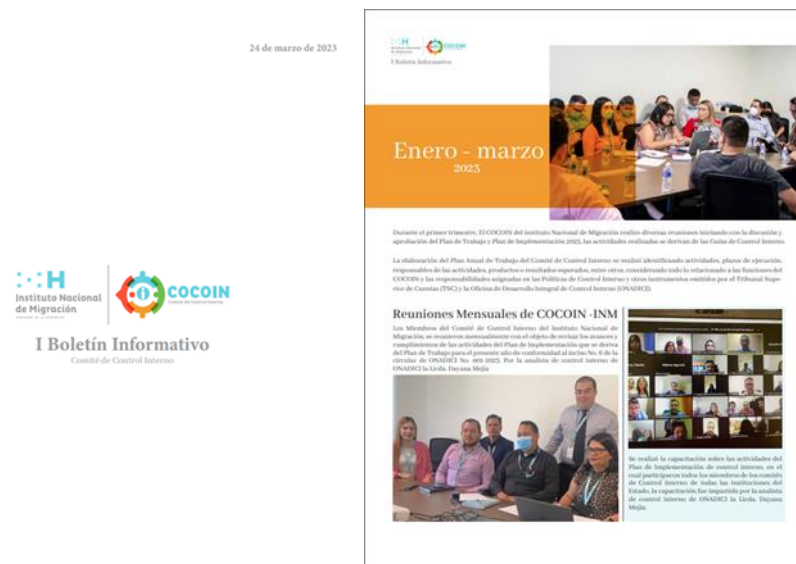 24 de marzo de 2023
Instituto Nacional
de Migración
COCOIN
Comité de Control Interno
I Boletín Informativo
Comité de Control Interno
Instituto Nacional
de Migración
COCOIN
I Boletín Informativo
Enero - marzo
2023
Durante el primer trimestre, El COCOIN del instituto Nacional de Migración realizo diversas reuniones iniciando con la discusión y
aprobación del Plan de Trabajo y Plan de Implementación 2023, las actividades realizadas se derivan de las Guías de Control Interno.
La elaboración del Plan Anual de Trabajo del Comité de Control Interno se realizó identificando actividades, planes de ejecución,
responsables de las actividades, productos o resultados esperados, entre otros, considerando todo lo relacionado a las funciones del
COCOIN y las responsabilidades asignadas en las Políticas de Control Interno y otros instrumentos emitidos por el Tribunal Supe-
rior de Cuentas (TSC) y la Oficina de Desarrollo Integral de Control Interno (ONADICI).
Reuniones Mensuales de COCOIN -INM
Los Miembros del Comité de Control Interno del Instituto Nacional de
Migración, se reunieron mensualmente con el objeto de revisar los avances y
cumplimientos de las actividades del Plan de Implementación que se deriva
del Plan de Trabajo para el presente año de conformidad al inciso No. 6 de la
circular de ONADICI No. 001-2023. Por la analista de control interno de
ONADICI la Licda. Dayana Mejía
Se realizó la capacitación sobre las actividades del
Plan de Implementación de control interno, en el
cual participaron todos los miembros de los comités
de Control Interno de todas las instituciones del
Estado, la capacitación fue impartida por la analista
de control interno de ONADICI la Licda. Dayana
Mejía.